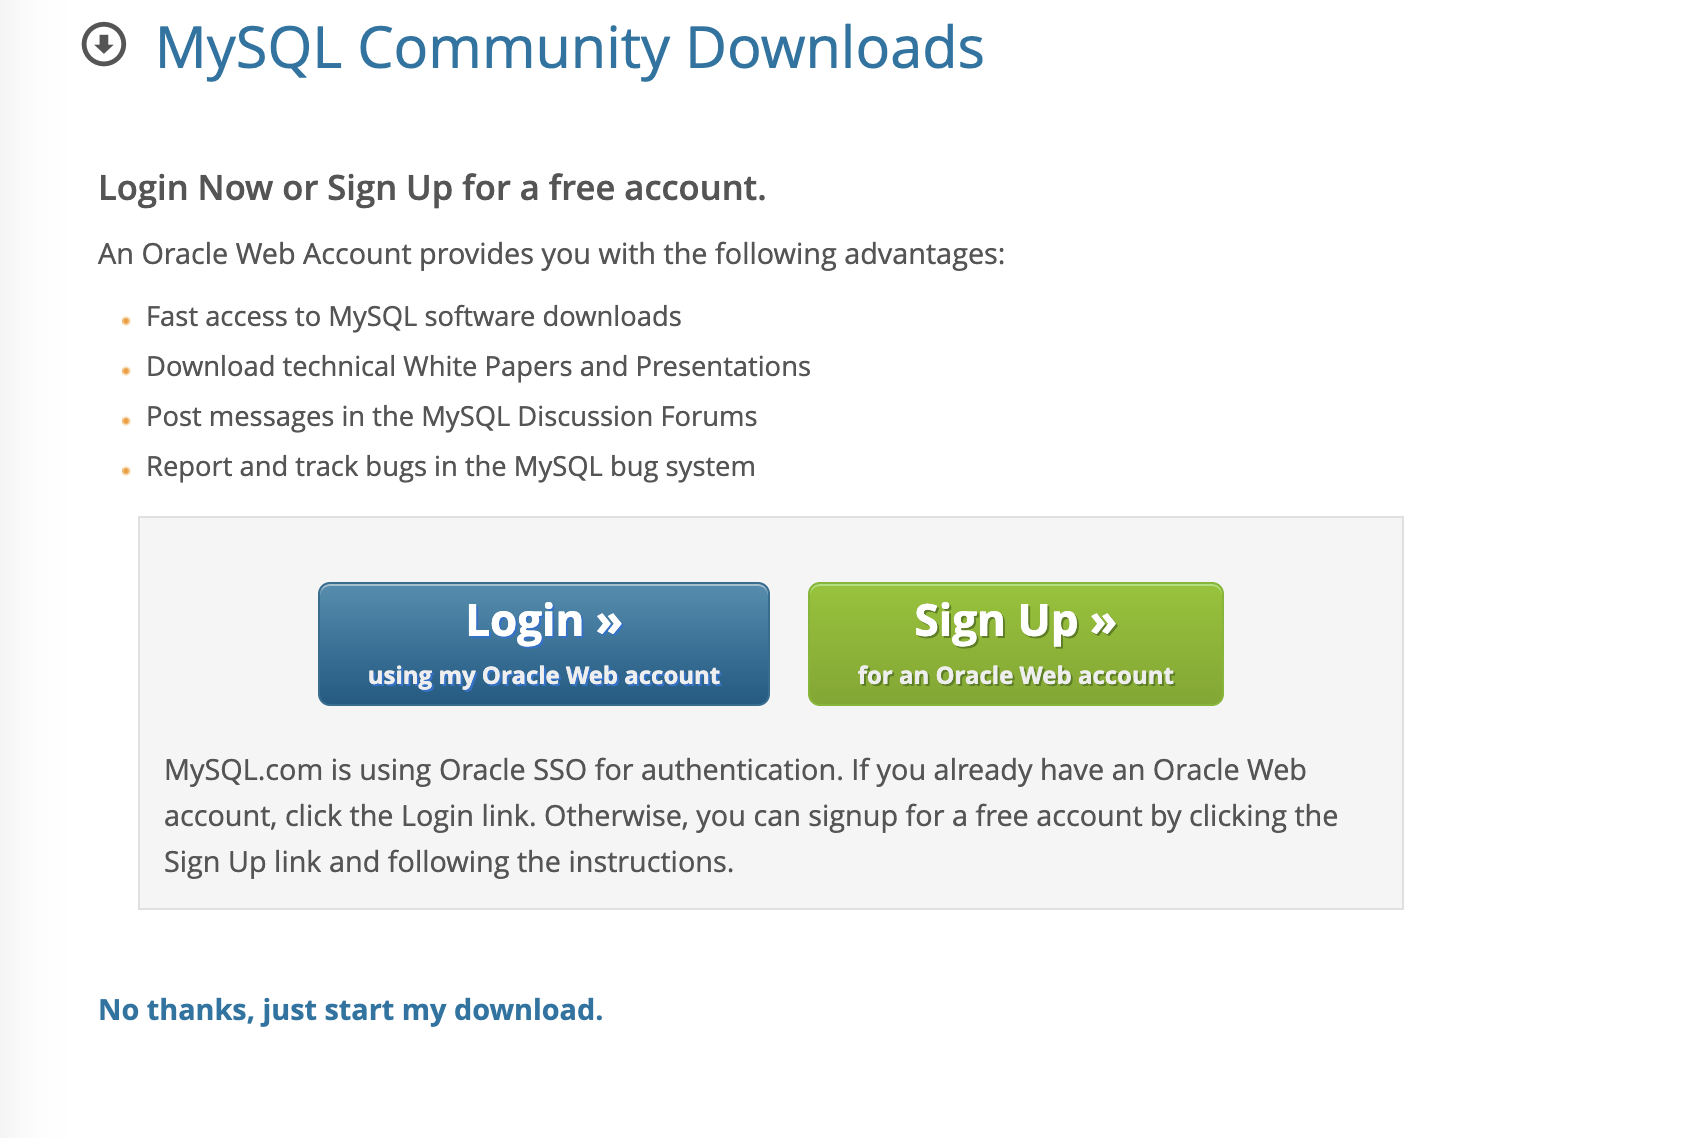 MySQL Community Downloads
Login Now or Sign Up for a free account.
An Oracle Web Account provides you with the following advantages:
Fast access to MySQL software downloads
Download technical White Papers and Presentations
Post messages in the MySQL Discussion Forums
Report and track bugs in the MySQL bug system
Login »
using my Oracle Web account
Sign Up »
for an Oracle Web account
MySQL.com is using Oracle SSO for authentication. If you already have an Oracle Web
account, click the Login link. Otherwise, you can signup for a free account by clicking the
Sign Up link and following the instructions.
No thanks, just start my download.